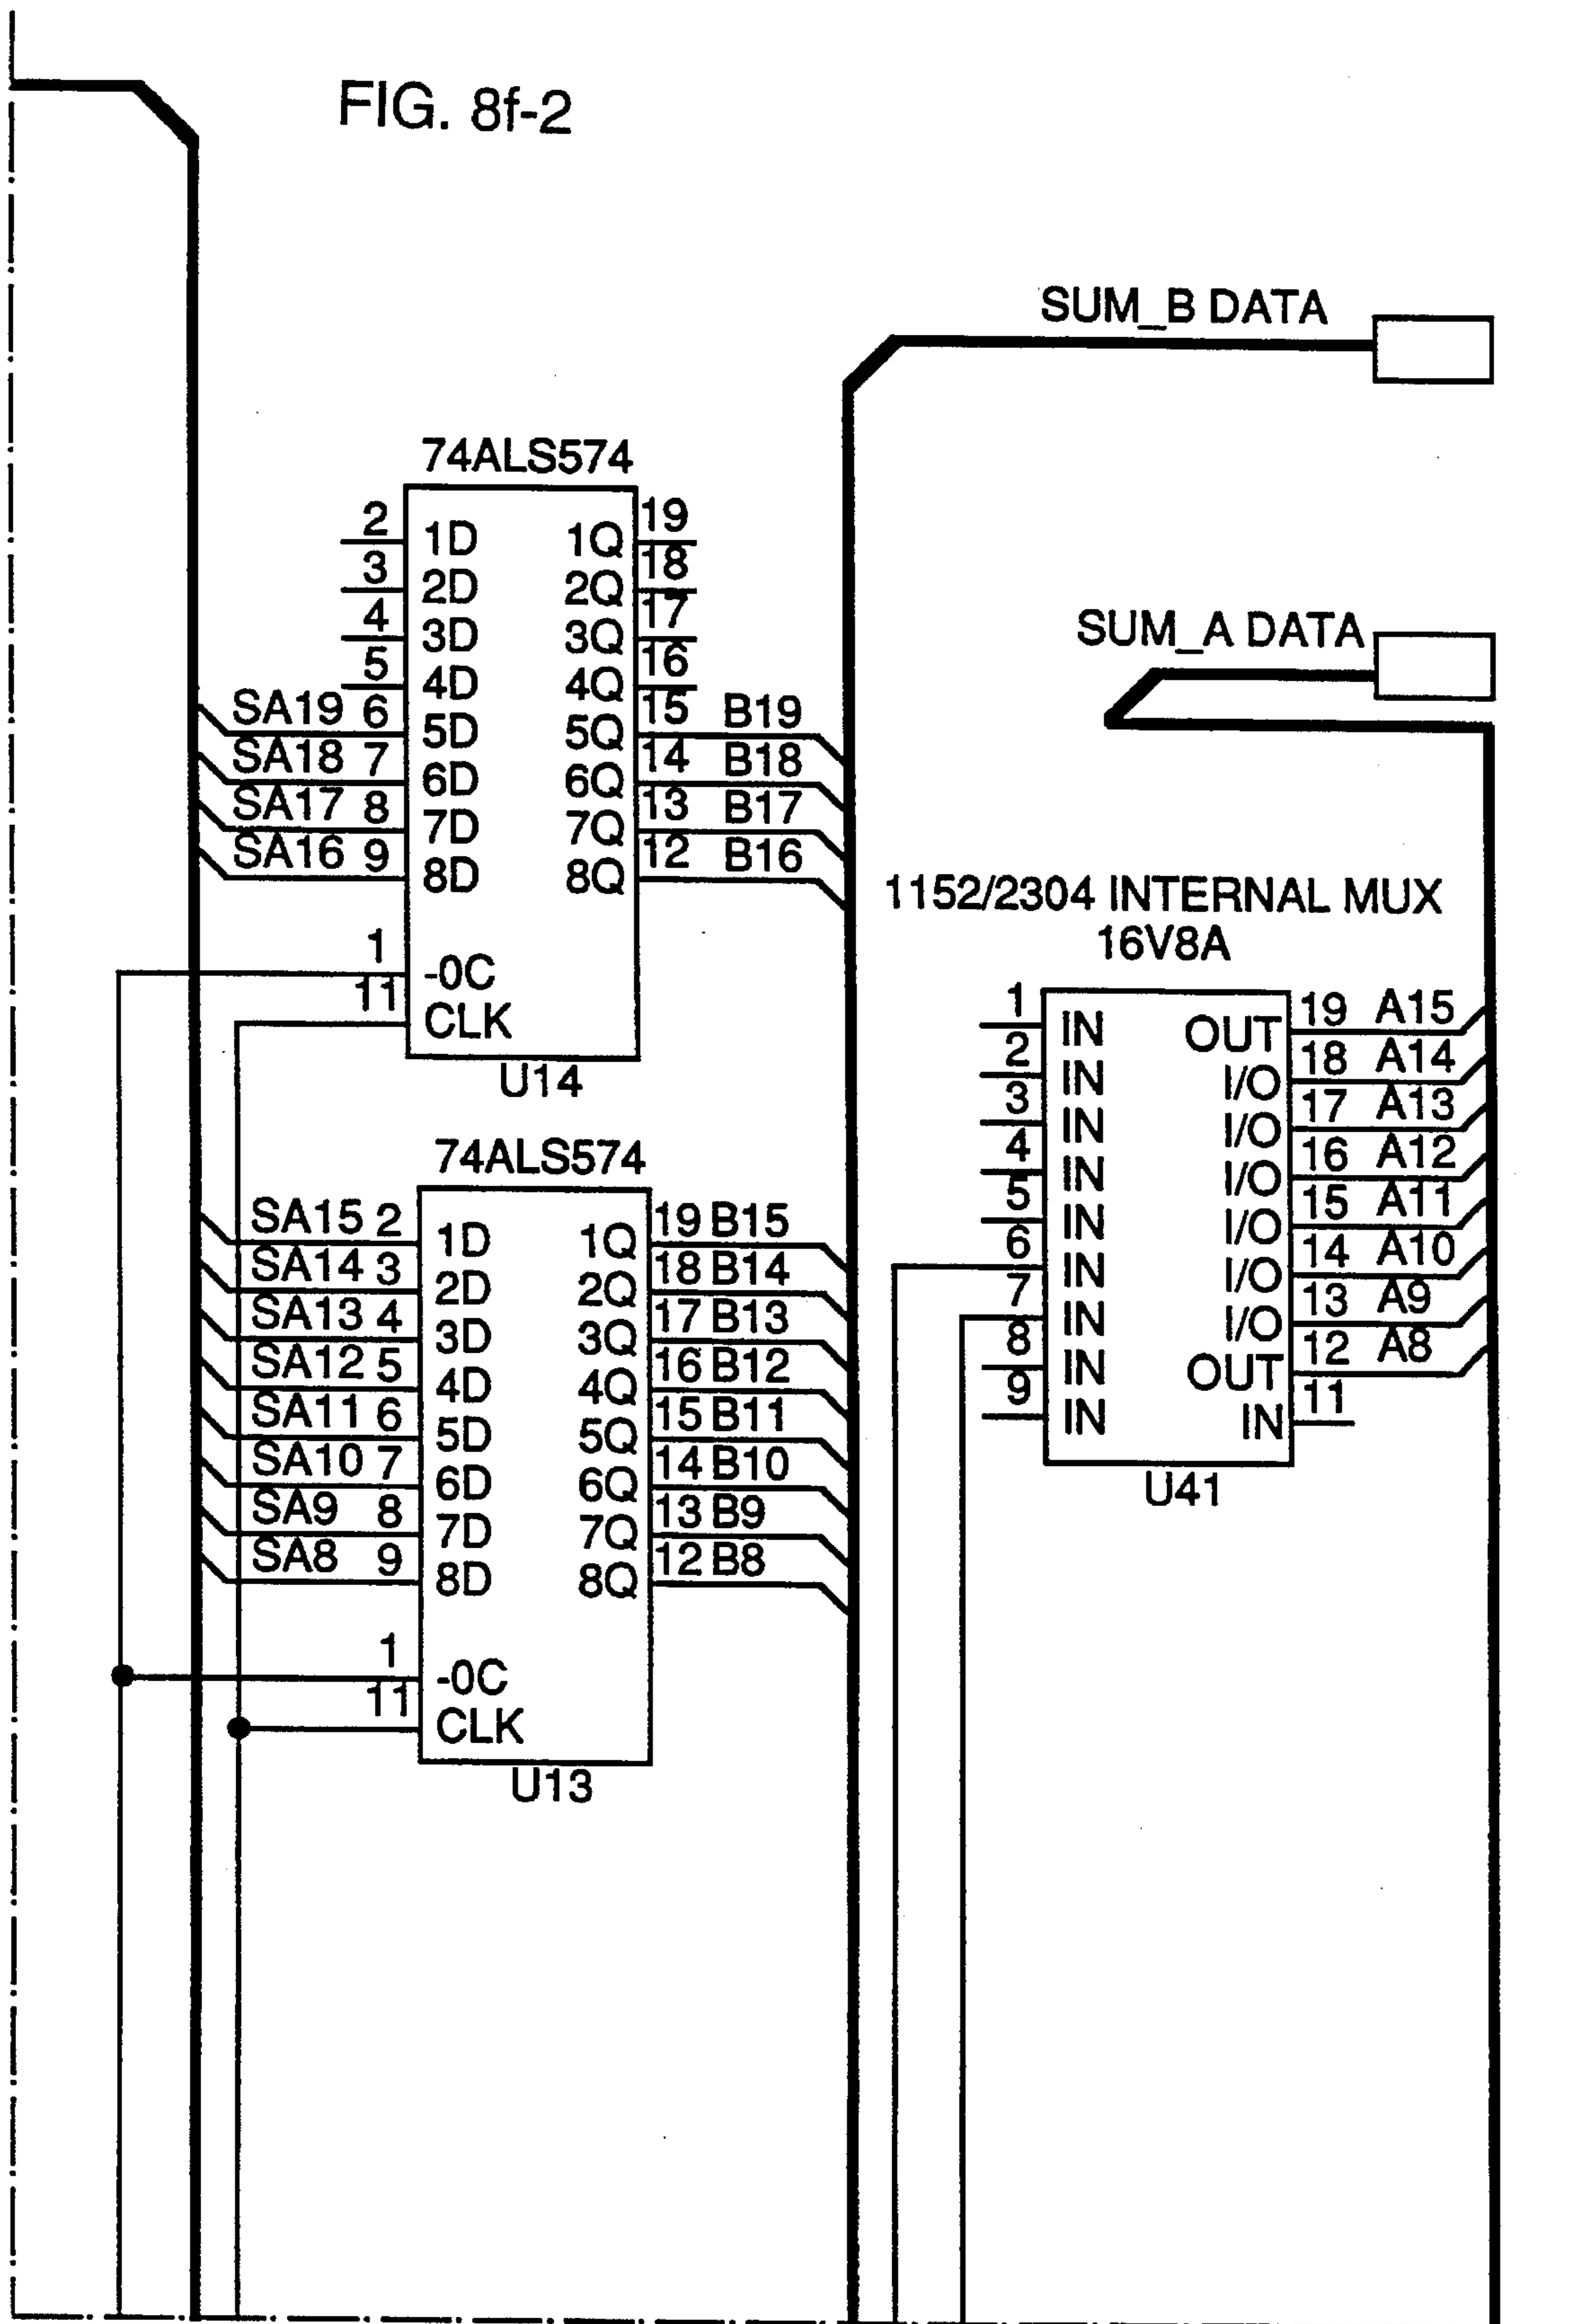 FIG. 8f-2
SUM_B DATA
SUM_A DATA
74ALS574
2 1D 1Q 19
3 2D 2Q 18
4 3D 3Q 17
5 4D 4Q 16
SA19 6 5D 5Q 15 B19
SA18 7 6D 6Q 14 B18
SA17 8 7D 7Q 13 B17
SA16 9 8D 8Q 12 B16
1 -0C
11 CLK
U14
1152/2304 INTERNAL MUX
16V8A
1 IN OUT 19 A15
2 IN I/O 18 A14
3 IN I/O 17 A13
4 IN I/O 16 A12
5 IN I/O 15 A11
6 IN I/O 14 A10
7 IN I/O 13 A9
8 IN OUT 12 A8
9 IN IN 11
U41
74ALS574
SA15 2 1D 1Q 19 B15
SA14 3 2D 2Q 18 B14
SA13 4 3D 3Q 17 B13
SA12 5 4D 4Q 16 B12
SA11 6 5D 5Q 15 B11
SA10 7 6D 6Q 14 B10
SA9 8 7D 7Q 13 B9
SA8 9 8D 8Q 12 B8
1 -0C
11 CLK
U13